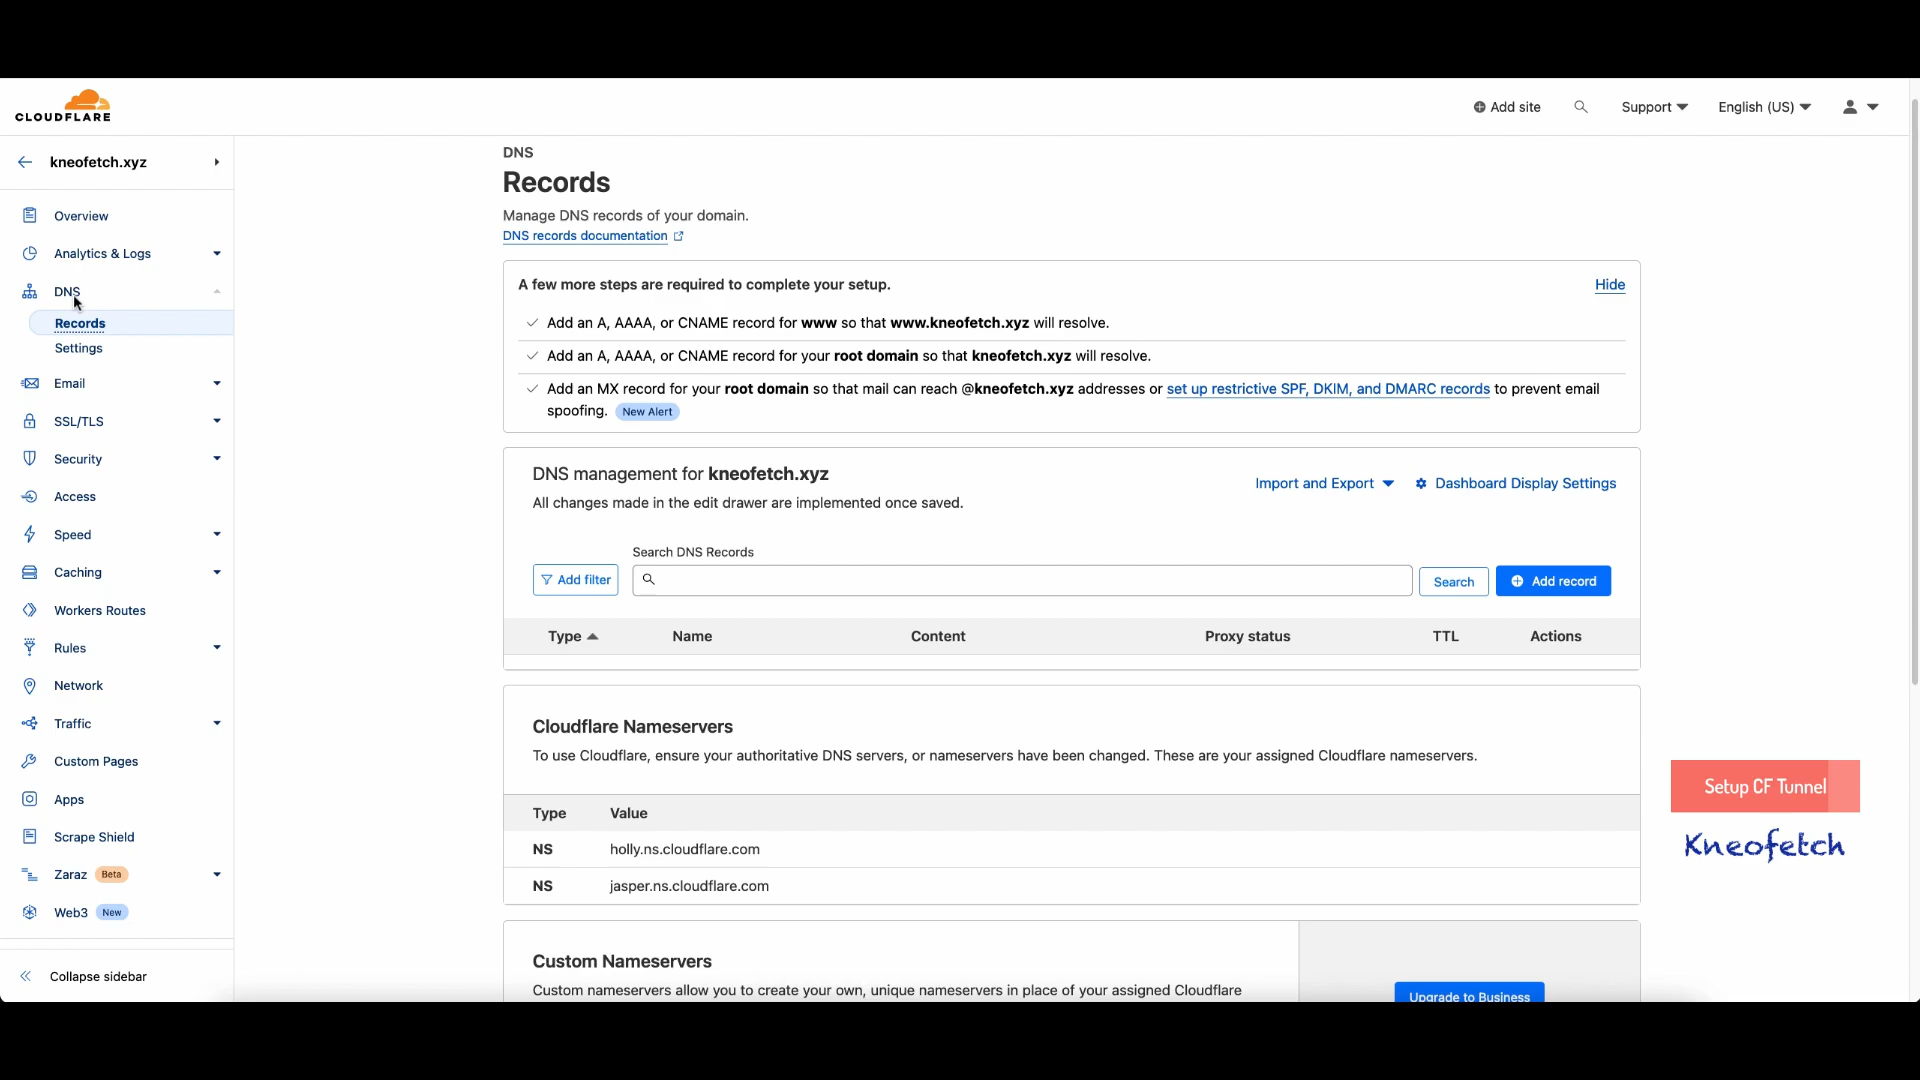 CLOUDFLARE
Add site
Support
English (US)
kneofetch.xyz
Overview
Analytics & Logs
DNS
Records
Settings
Email
SSL/TLS
Security
Access
Speed
Caching
Workers Routes
Rules
Network
Traffic
Custom Pages
Apps
Scrape Shield
Zaraz Beta
Web3 New
Collapse sidebar
DNS
Records
Manage DNS records of your domain.
DNS records documentation
A few more steps are required to complete your setup.
Hide
Add an A, AAAA, or CNAME record for www so that www.kneofetch.xyz will resolve.
Add an A, AAAA, or CNAME record for your root domain so that kneofetch.xyz will resolve.
Add an MX record for your root domain so that mail can reach @kneofetch.xyz addresses or set up restrictive SPF, DKIM, and DMARC records to prevent email
spoofing. New Alert
DNS management for kneofetch.xyz
All changes made in the edit drawer are implemented once saved.
Import and Export
Dashboard Display Settings
Search DNS Records
Add filter
Search
Add record
Type Name Content Proxy status TTL Actions
Cloudflare Nameservers
To use Cloudflare, ensure your authoritative DNS servers, or nameservers have been changed. These are your assigned Cloudflare nameservers.
Type Value
NS holly.ns.cloudflare.com
NS jasper.ns.cloudflare.com
Custom Nameservers
Custom nameservers allow you to create your own, unique nameservers in place of your assigned Cloudflare
Upgrade to Business
Setup CF Tunnel
Kneofetch